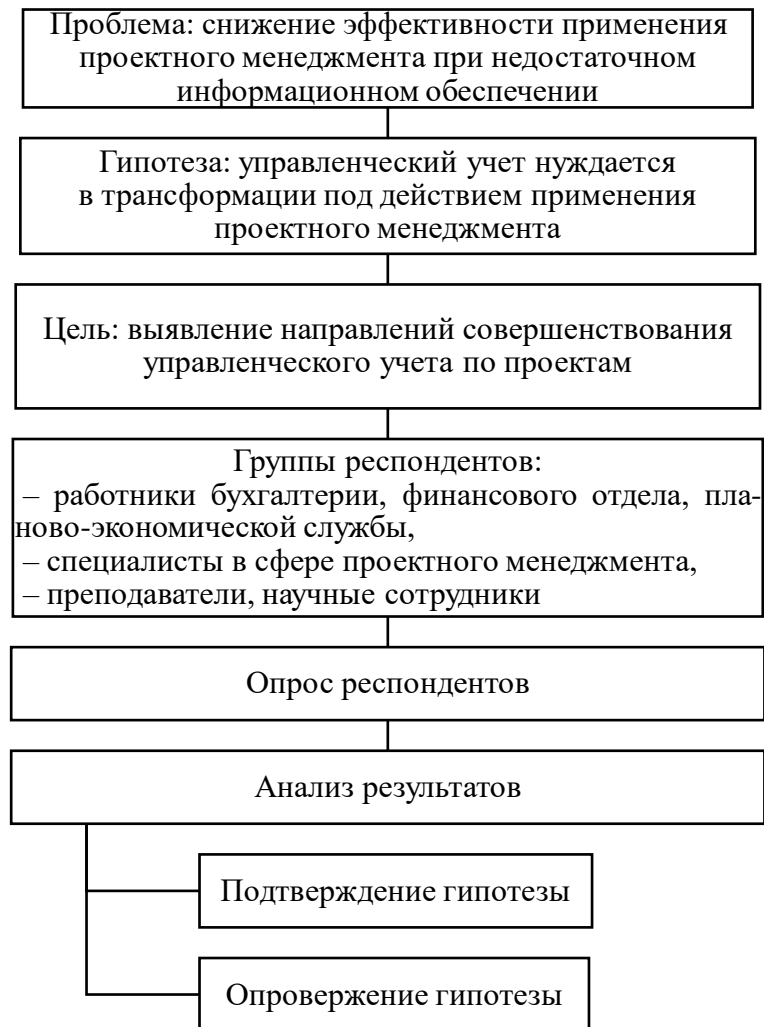 Проблема: снижение эффективности применения
проектного менеджмента при недостаточном
информационном обеспечении
Гипотеза: управленческий учет нуждается
в трансформации под действием применения
проектного менеджмента
Цель: выявление направлений совершенствования
управленческого учета по проектам
Группы респондентов:
– работники бухгалтерии, финансового отдела, пла-
ново-экономической службы,
– специалисты в сфере проектного менеджмента,
– преподаватели, научные сотрудники
Опрос респондентов
Анализ результатов
Подтверждение гипотезы
Опровержение гипотезы